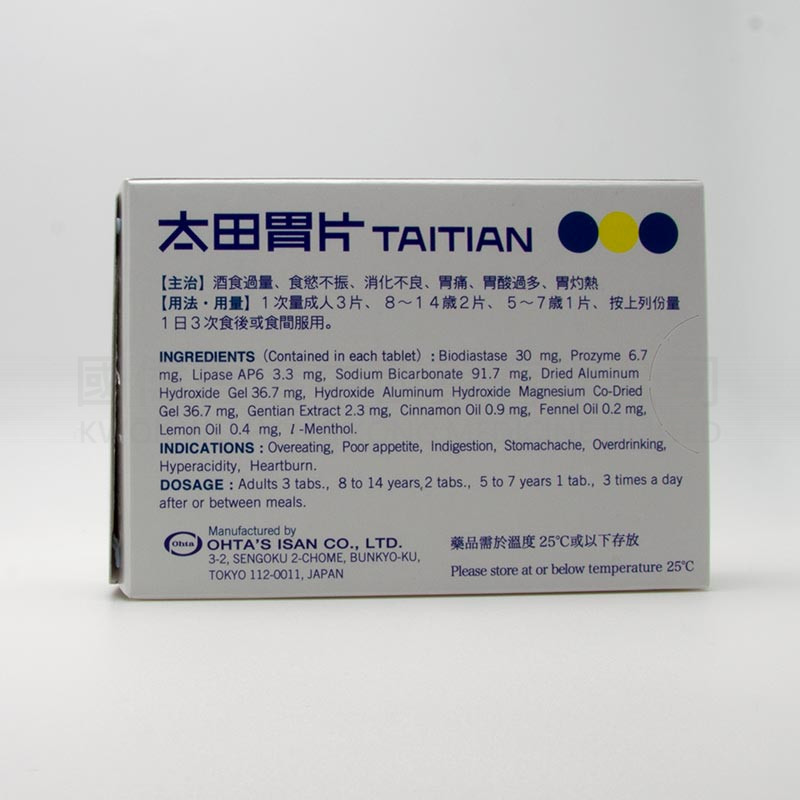 太田胃片 TAITIAN
【主治】酒食過量、食慾不振、消化不良、胃痛、胃酸過多、胃灼熱
【用法・用量】1次量成人3片、8～14歲2片、5～7歲1片、按上列份量
1日3次食後或食間服用。
INGREDIENTS (Contained in each tablet) : Biodiastase 30 mg, Prozyme 6.7
mg, Lipase AP6 3.3 mg, Sodium Bicarbonate 91.7 mg, Dried Aluminum
Hydroxide Gel 36.7 mg, Hydroxide Aluminum Hydroxide Magnesium Co-Dried
Gel 36.7 mg, Gentian Extract 2.3 mg, Cinnamon Oil 0.9 mg, Fennel Oil 0.2 mg,
Lemon Oil 0.4 mg, l-Menthol.
INDICATIONS : Overeating, Poor appetite, Indigestion, Stomachache, Overdrinking,
Hyperacidity, Heartburn.
DOSAGE : Adults 3 tabs., 8 to 14 years,2 tabs., 5 to 7 years 1 tab., 3 times a day
after or between meals.
Manufactured by
Ohta OHTA'S ISAN CO., LTD.
3-2, SENGOKU 2-CHOME, BUNKYO-KU,
TOKYO 112-0011, JAPAN
藥品需於溫度 25℃或以下存放
Please store at or below temperature 25℃